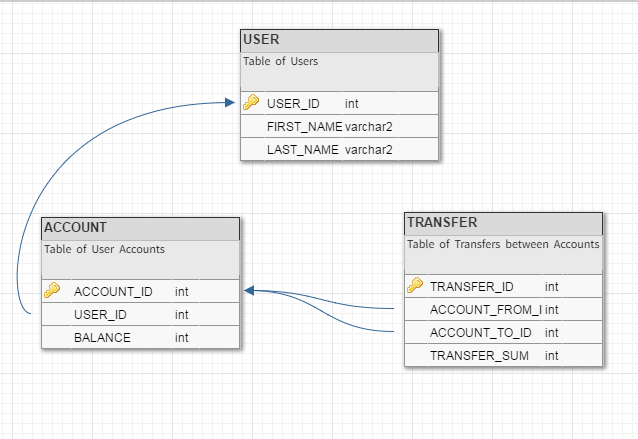 USER
Table of Users
USER_ID int
FIRST_NAME varchar2
LAST_NAME varchar2
ACCOUNT
Table of User Accounts
ACCOUNT_ID int
USER_ID int
BALANCE int
TRANSFER
Table of Transfers between Accounts
TRANSFER_ID int
ACCOUNT_FROM_I int
ACCOUNT_TO_ID int
TRANSFER_SUM int